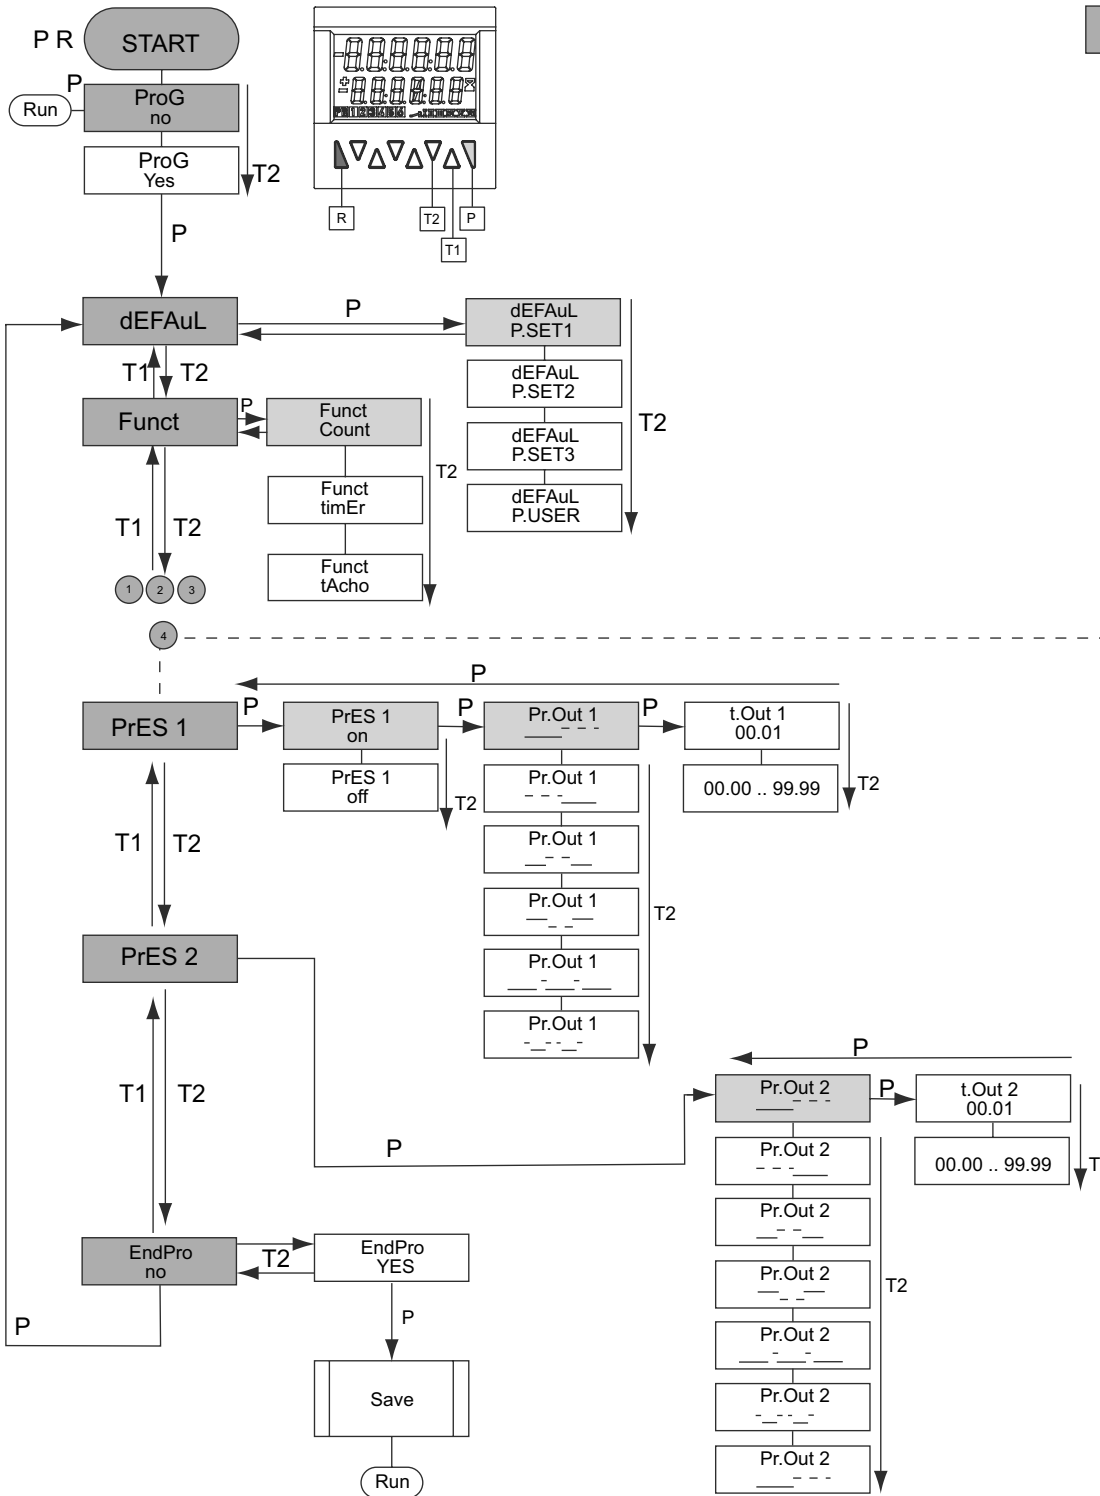 P R
START
P
Run
ProG
no
ProG
Yes
T2
R
T2
P
T1
P
dEFAuL
P
dEFAuL
P.SET1
dEFAuL
P.SET2
dEFAuL
P.SET3
dEFAuL
P.USER
T2
T1
T2
Funct
P
Funct
Count
Funct
timEr
Funct
tAcho
T2
T1
T2
1
2
3
4
P
PrES 1
P
PrES 1
on
PrES 1
off
T2
P
Pr.Out 1
Pr.Out 1
Pr.Out 1
Pr.Out 1
Pr.Out 1
Pr.Out 1
T2
P
t.Out 1
00.01
00.00 .. 99.99
T2
T1
T2
PrES 2
P
P
Pr.Out 2
Pr.Out 2
Pr.Out 2
Pr.Out 2
Pr.Out 2
Pr.Out 2
Pr.Out 2
T2
P
t.Out 2
00.01
00.00 .. 99.99
T
T1
T2
EndPro
no
T2
EndPro
YES
P
P
Save
Run